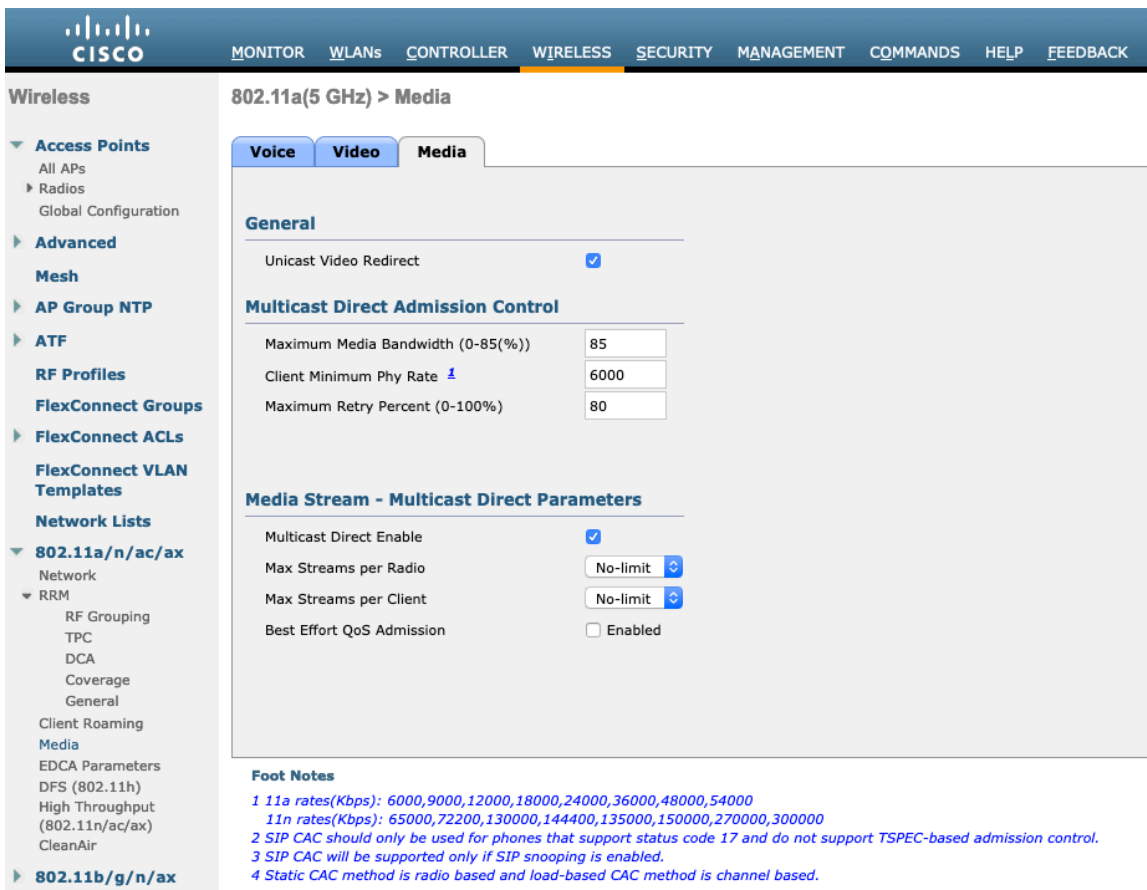 CISCO
MONITOR WLANs CONTROLLER WIRELESS SECURITY MANAGEMENT COMMANDS HELP FEEDBACK
Wireless
Access Points
All APs
Radios
Global Configuration
Advanced
Mesh
AP Group NTP
ATF
RF Profiles
FlexConnect Groups
FlexConnect ACLs
FlexConnect VLAN
Templates
Network Lists
802.11a/n/ac/ax
Network
RRM
RF Grouping
TPC
DCA
Coverage
General
Client Roaming
Media
EDCA Parameters
DFS (802.11h)
High Throughput
(802.11n/ac/ax)
CleanAir
802.11b/g/n/ax
802.11a(5 GHz) > Media
Voice Video Media
General
Unicast Video Redirect
Multicast Direct Admission Control
Maximum Media Bandwidth (0-85(%)) 85
Client Minimum Phy Rate 1 6000
Maximum Retry Percent (0-100%) 80
Media Stream - Multicast Direct Parameters
Multicast Direct Enable
Max Streams per Radio No-limit
Max Streams per Client No-limit
Best Effort QoS Admission Enabled
Foot Notes
1 11a rates(Kbps): 6000,9000,12000,18000,24000,36000,48000,54000
11n rates(Kbps): 65000,72200,130000,144400,135000,150000,270000,300000
2 SIP CAC should only be used for phones that support status code 17 and do not support TSPEC-based admission control.
3 SIP CAC will be supported only if SIP snooping is enabled.
4 Static CAC method is radio based and load-based CAC method is channel based.